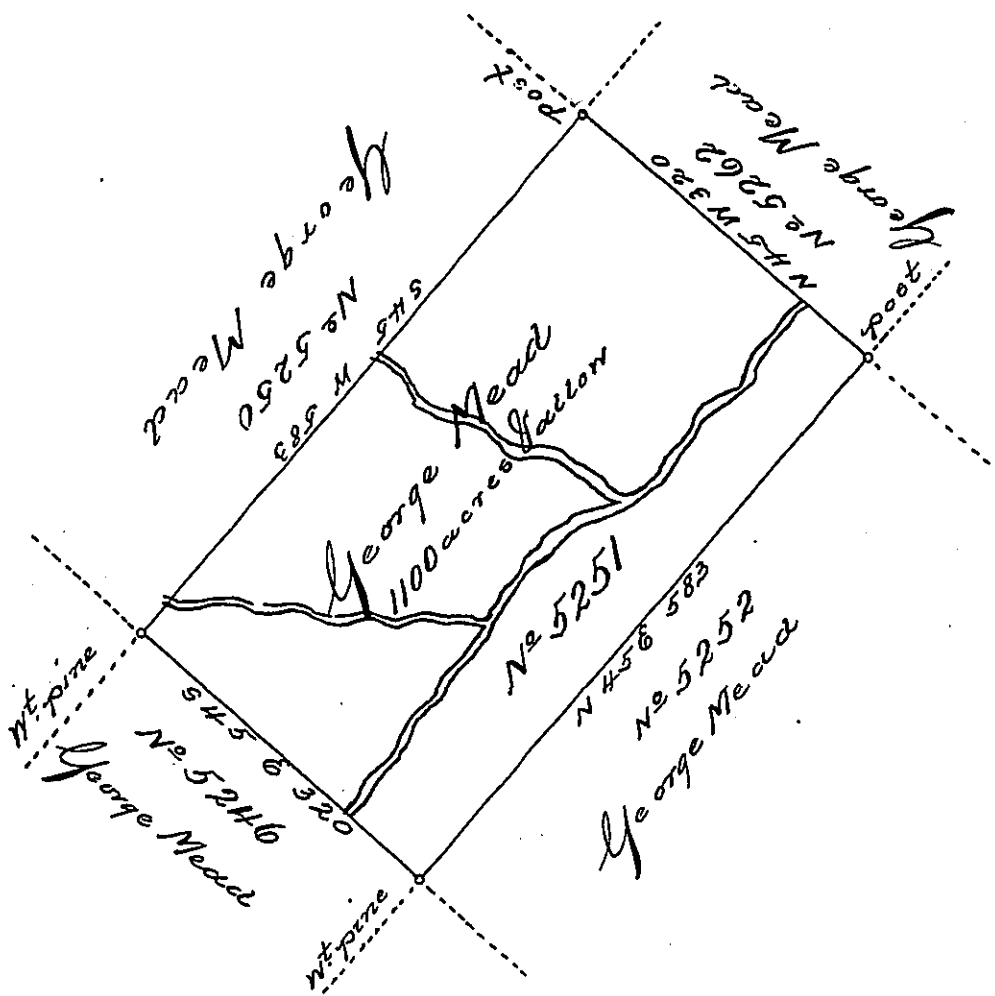 Post
George Mead
No 5262
N 45 W 320
George Mead
No 5250
S 45 W 583
post
George Mead
1100 acres
No 5251
N 45 E 583
No 5252
George Mead
Wt. pine
S 45 E 320
No 5246
George Mead
Wt. pine